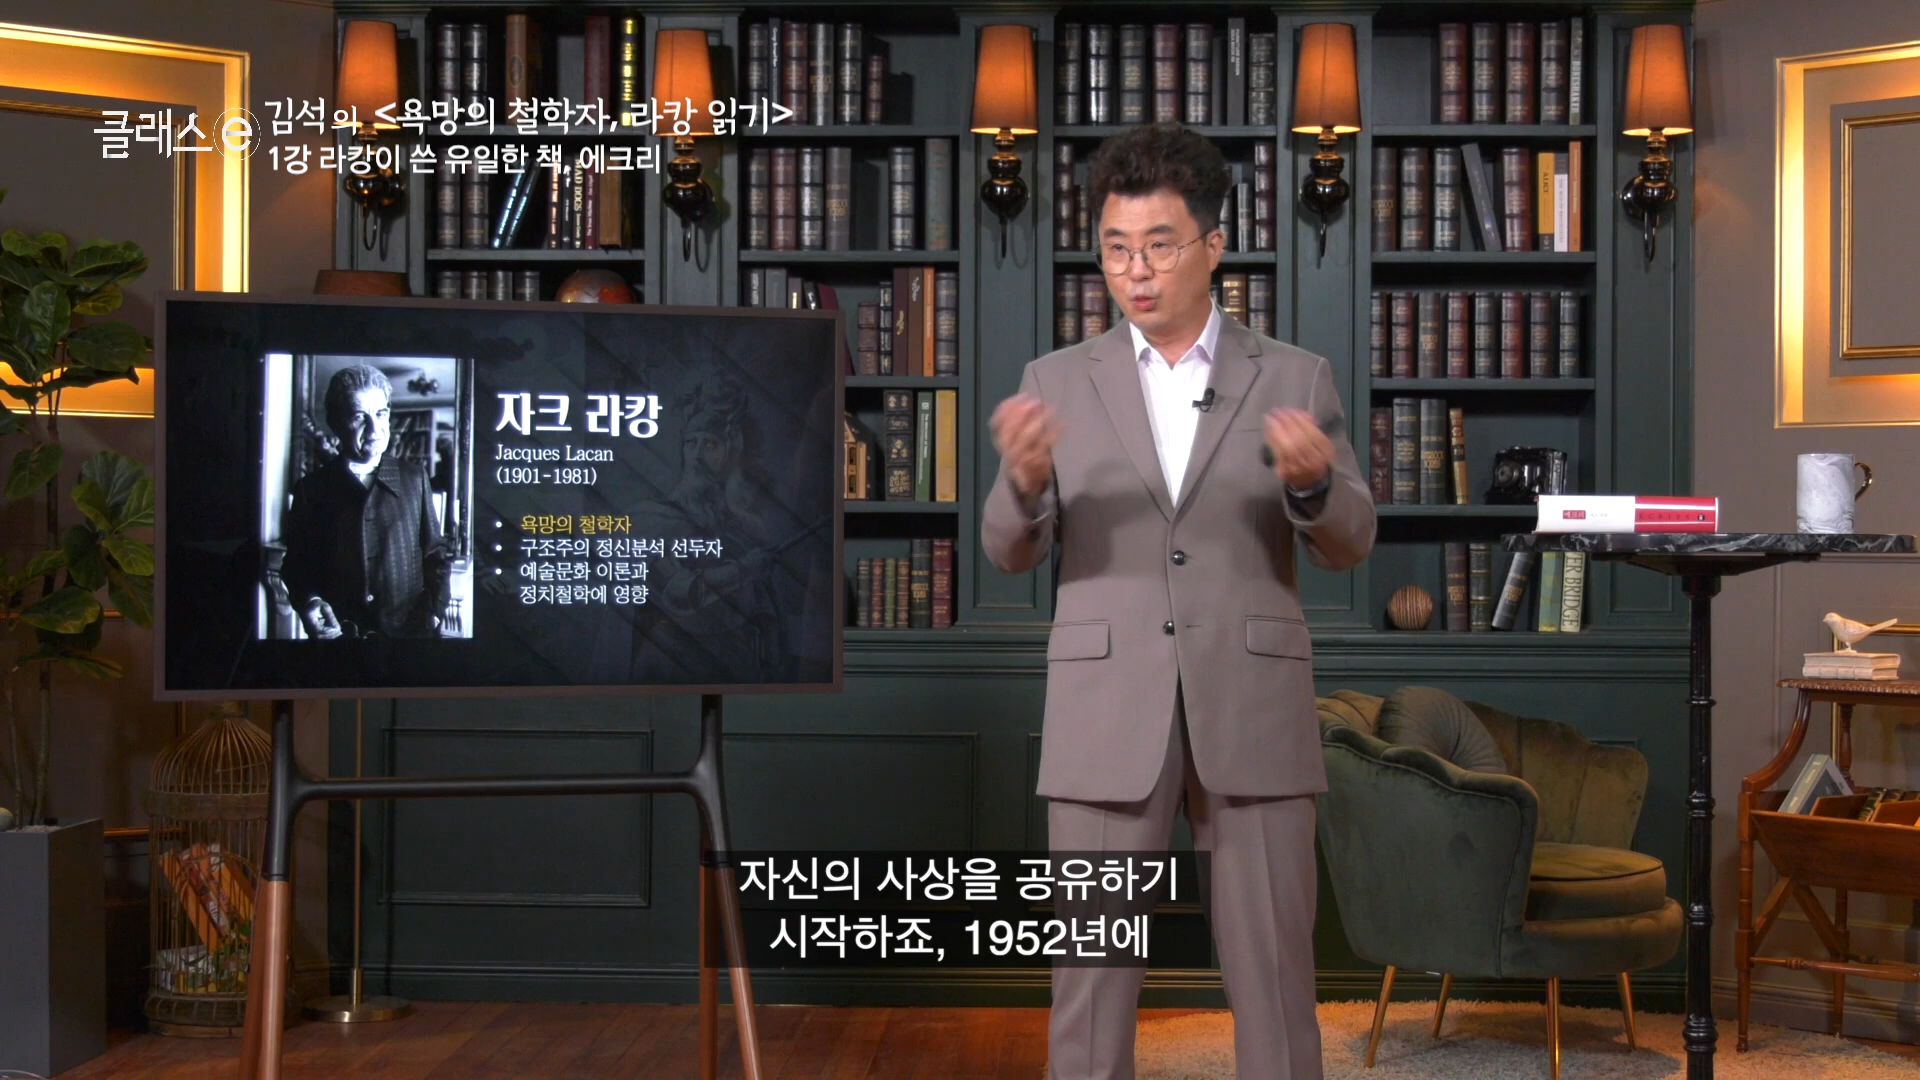 클래스 e
김석의 <욕망의 철학자, 라캉 읽기>
1강 라캉이 쓴 유일한 책, 에크리
자크 라캉
Jacques Lacan
(1901-1981)
• 욕망의 철학자
• 구조주의 정신분석 선두자
• 예술문화 이론과
정치철학에 영향
에크리
자신의 사상을 공유하기
시작하죠, 1952년에